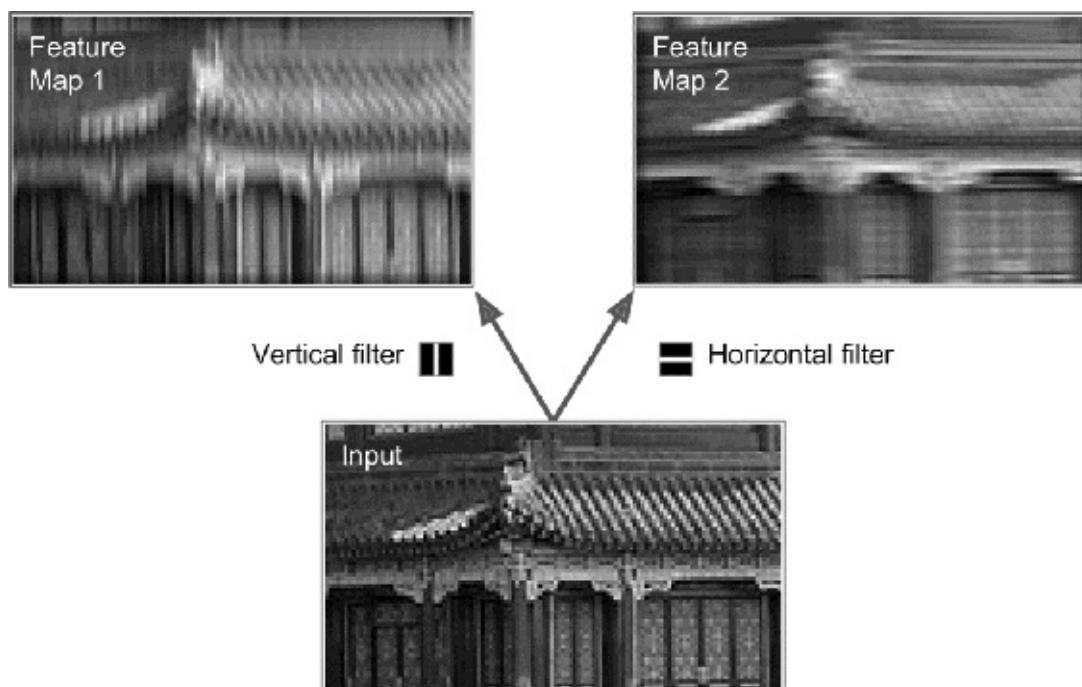 Feature
Map 1
Feature
Map 2
Vertical filter
Horizontal filter
Input